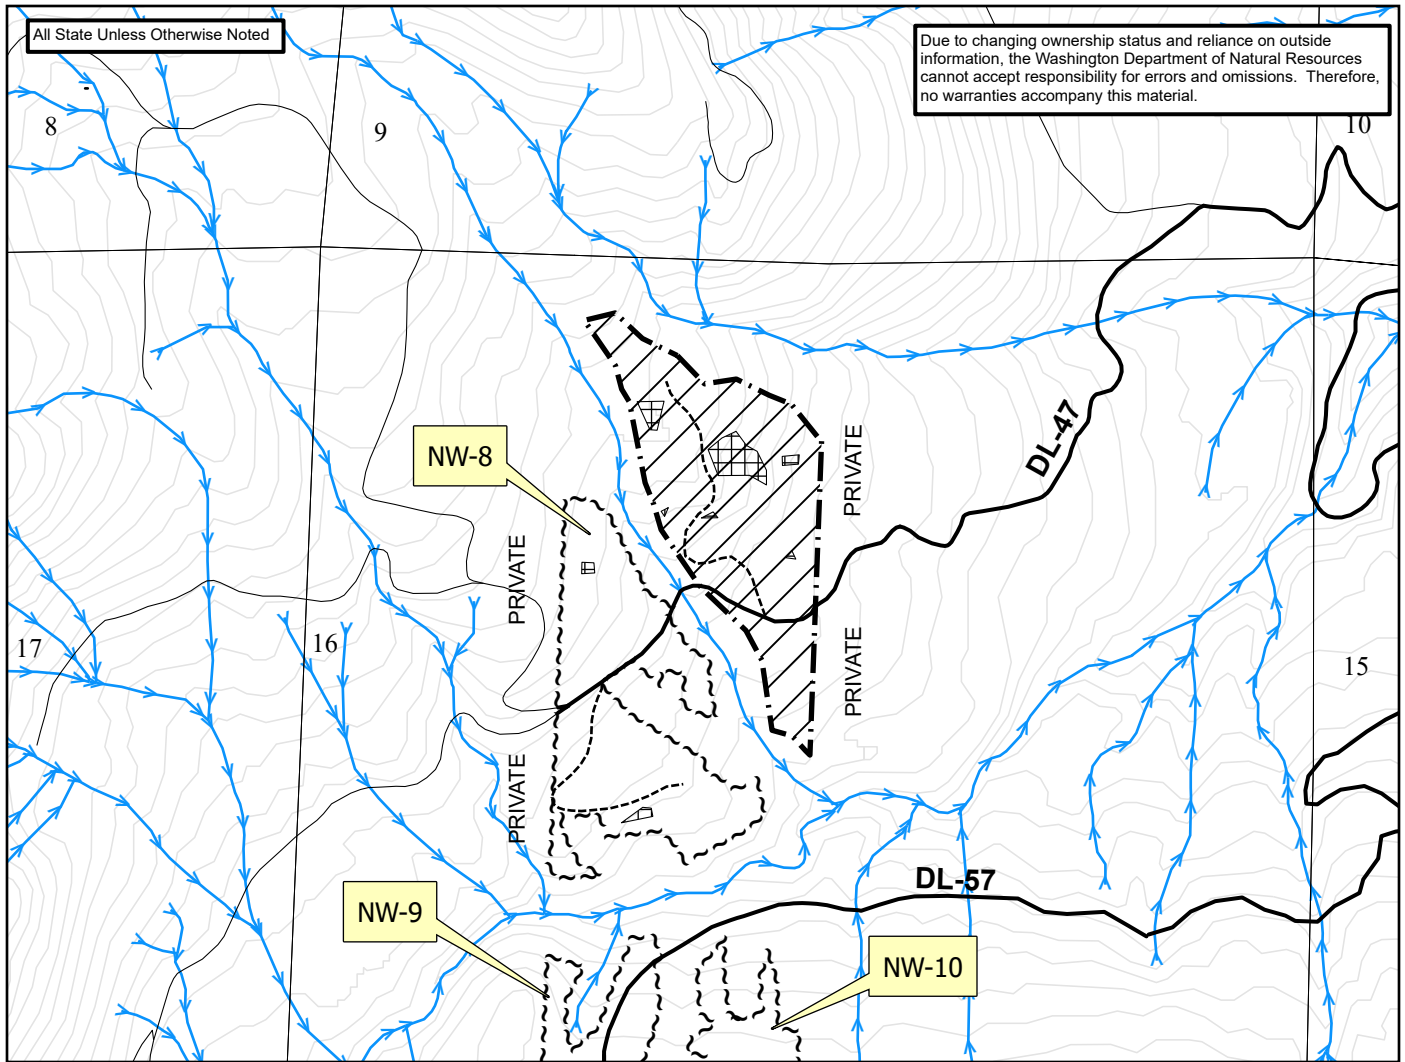 All State Unless Otherwise Noted
Due to changing ownership status and reliance on outside
information, the Washington Department of Natural Resources
cannot accept responsibility for errors and omissions. Therefore,
no warranties accompany this material.
8
9
10
DL-47
NW-8
PRIVATE
PRIVATE
17
16
PRIVATE
15
PRIVATE
DL-57
NW-9
NW-10